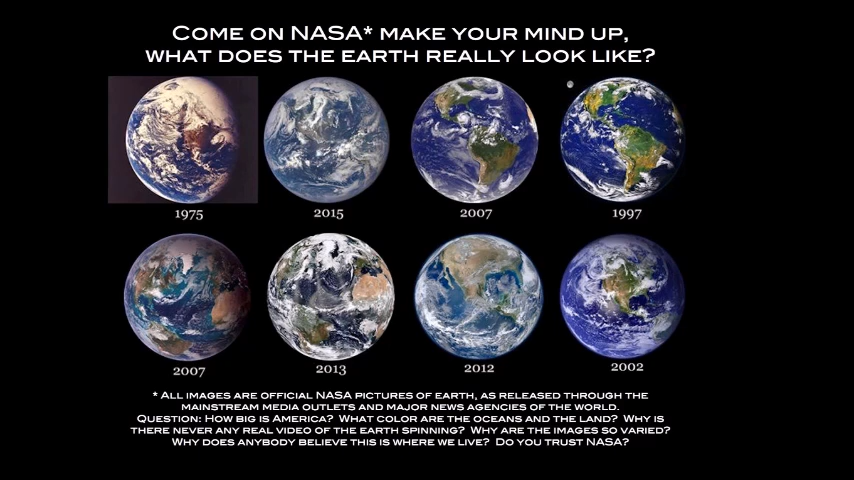 Come on NASA* make your mind up,
what does the earth really look like?
1975 2015 2007 1997
2007 2013 2012 2002
* All images are official NASA pictures of earth, as released through the
mainstream media outlets and major news agencies of the world.
Question: How big is America? What color are the oceans and the land? Why is
there never any real video of the earth spinning? Why are the images so varied?
Why does anybody believe this is where we live? Do you trust NASA?